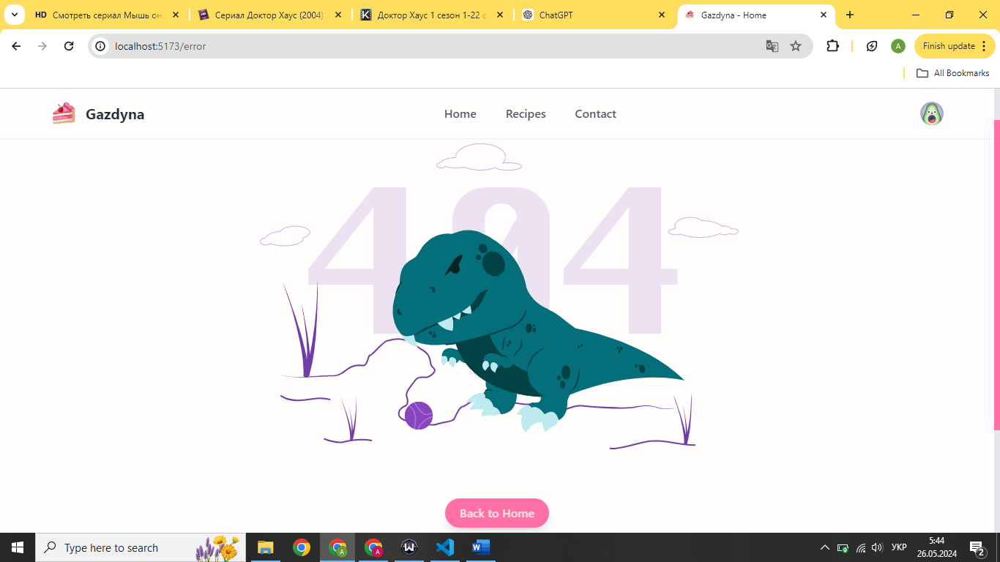 HD Смотреть сериал Мышь он
Сериал Доктор Хаус (2004)
K Доктор Хаус 1 сезон 1-22 с
ChatGPT
Gazdyna - Home
localhost:5173/error
A
Finish update
All Bookmarks
Gazdyna
Home
Recipes
Contact
404
Back to Home
Type here to search
A
A
W
W
УКР
5:44
26.05.2024
2